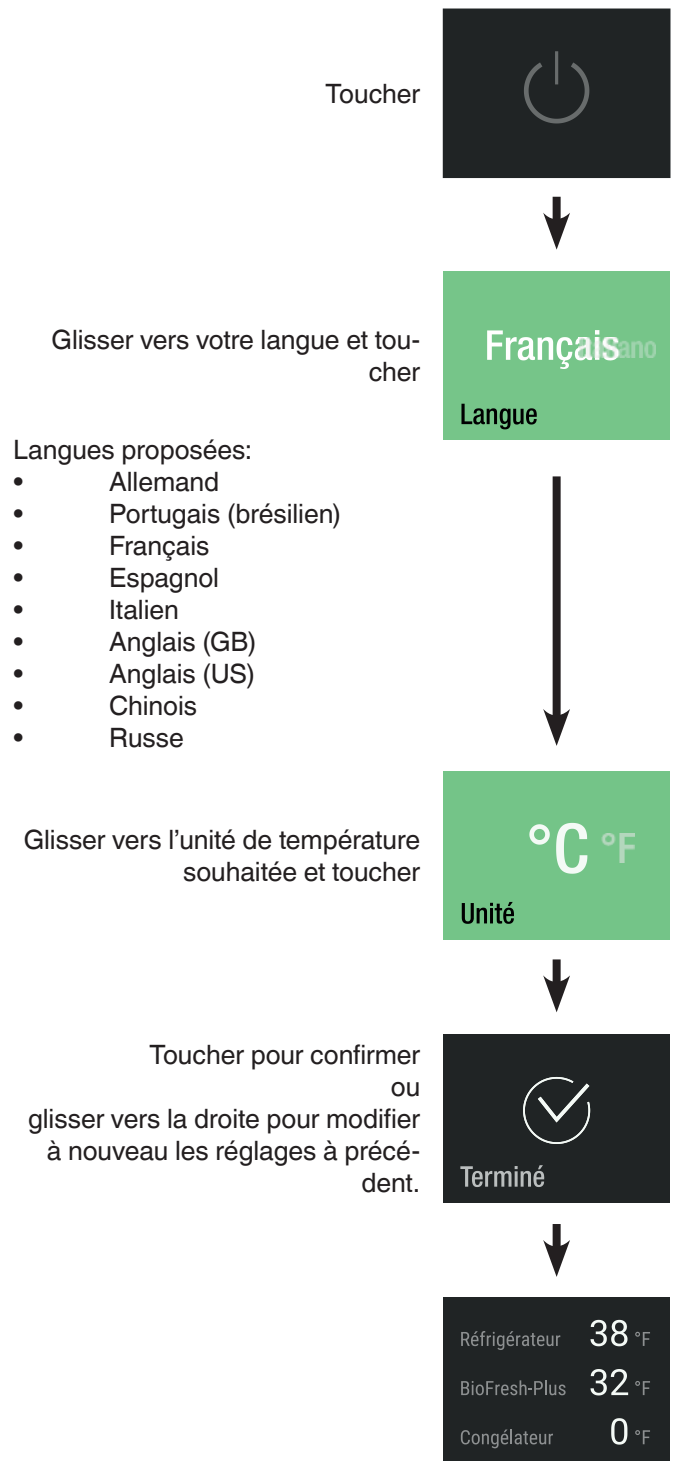 Toucher
Glisser vers votre langue et tou-
cher
Français
Langue
Langues proposées:
• Allemand
• Portugais (brésilien)
• Français
• Espagnol
• Italien
• Anglais (GB)
• Anglais (US)
• Chinois
• Russe
Glisser vers l’unité de température
souhaitée et toucher
°C °F
Unité
Toucher pour confirmer
ou
glisser vers la droite pour modifier
à nouveau les réglages à précé-
dent.
Terminé
Réfrigérateur 38 °F
BioFresh-Plus 32 °F
Congélateur 0 °F